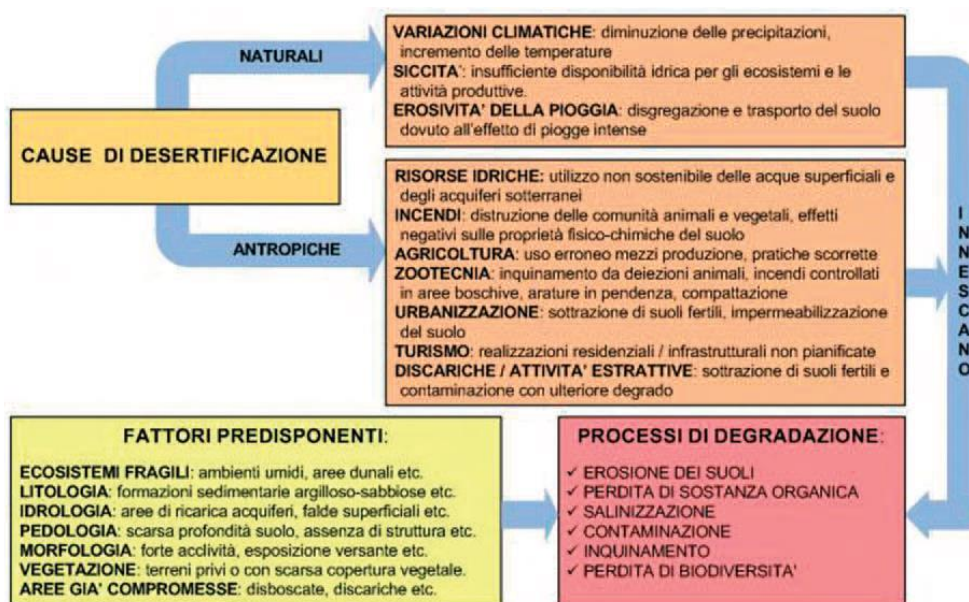 CAUSE DI DESERTIFICAZIONE
NATURALI
VARIAZIONI CLIMATICHE: diminuzione delle precipitazioni,
incremento delle temperature
SICCITA': insufficiente disponibilità idrica per gli ecosistemi e le
attività produttive.
EROSIVITA' DELLA PIOGGIA: disgregazione e trasporto del suolo
dovuto all'effetto di piogge intense
ANTROPICHE
RISORSE IDRICHE: utilizzo non sostenibile delle acque superficiali e
degli acquiferi sotterranei
INCENDI: distruzione delle comunità animali e vegetali, effetti
negativi sulle proprietà fisico-chimiche del suolo
AGRICOLTURA: uso erroneo mezzi produzione, pratiche scorrette
ZOOTECNIA: inquinamento da deiezioni animali, incendi controllati
in aree boschive, arature in pendenza, compattazione
URBANIZZAZIONE: sottrazione di suoli fertili, impermeabilizzazione
del suolo
TURISMO: realizzazioni residenziali / infrastrutturali non pianificate
DISCARICHE / ATTIVITA' ESTRATTIVE: sottrazione di suoli fertili e
contaminazione con ulteriore degrado
INNESCANO
FATTORI PREDISPONENTI:
ECOSISTEMI FRAGILI: ambienti umidi, aree dunali etc.
LITOLOGIA: formazioni sedimentarie argilloso-sabbiose etc.
IDROLOGIA: aree di ricarica acquiferi, falde superficiali etc.
PEDOLOGIA: scarsa profondità suolo, assenza di struttura etc.
MORFOLOGIA: forte acclività, esposizione versante etc.
VEGETAZIONE: terreni privi o con scarsa copertura vegetale.
AREE GIA' COMPROMESSE: disboscate, discariche etc.
PROCESSI DI DEGRADAZIONE:
✓ EROSIONE DEI SUOLI
✓ PERDITA DI SOSTANZA ORGANICA
✓ SALINIZZAZIONE
✓ CONTAMINAZIONE
✓ INQUINAMENTO
✓ PERDITA DI BIODIVERSITA'